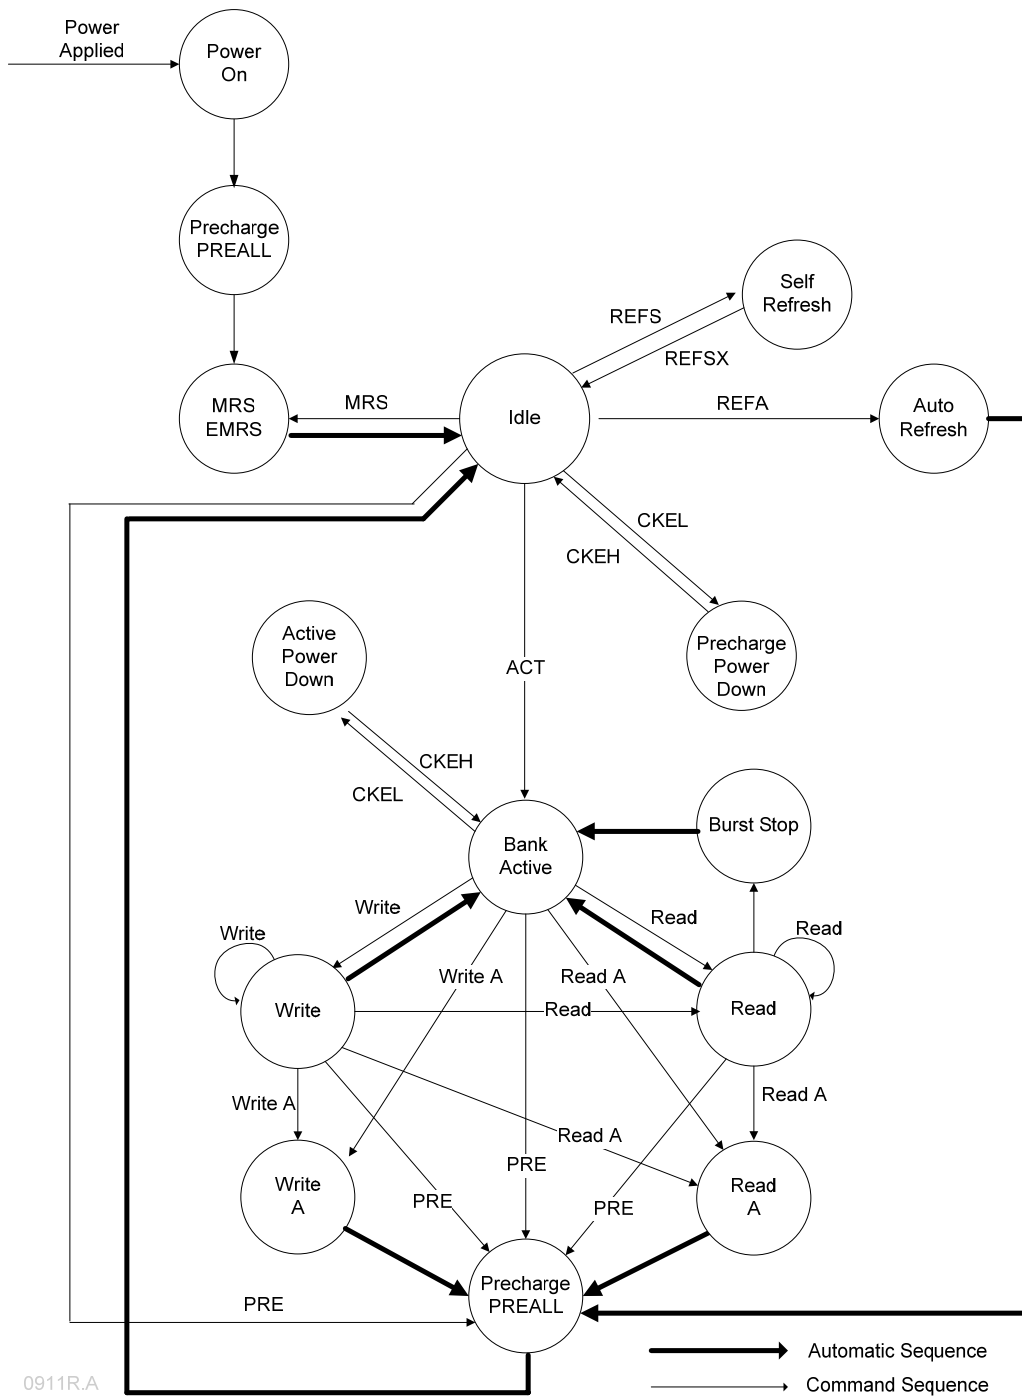 Power
Applied
Power
On
Precharge
PREALL
Self
Refresh
REFS
REFSX
MRS
EMRS
MRS
Idle
REFA
Auto
Refresh
CKEL
CKEH
Active
Power
Down
ACT
Precharge
Power
Down
CKEH
CKEL
Burst Stop
Bank
Active
Write
Read
Write
Read
Write A
Read A
Write
Read
Read
Write A
Read A
Read A
PRE
Write
A
Read
A
PRE
PRE
Precharge
PREALL
PRE
Automatic Sequence
Command Sequence
0911R.A